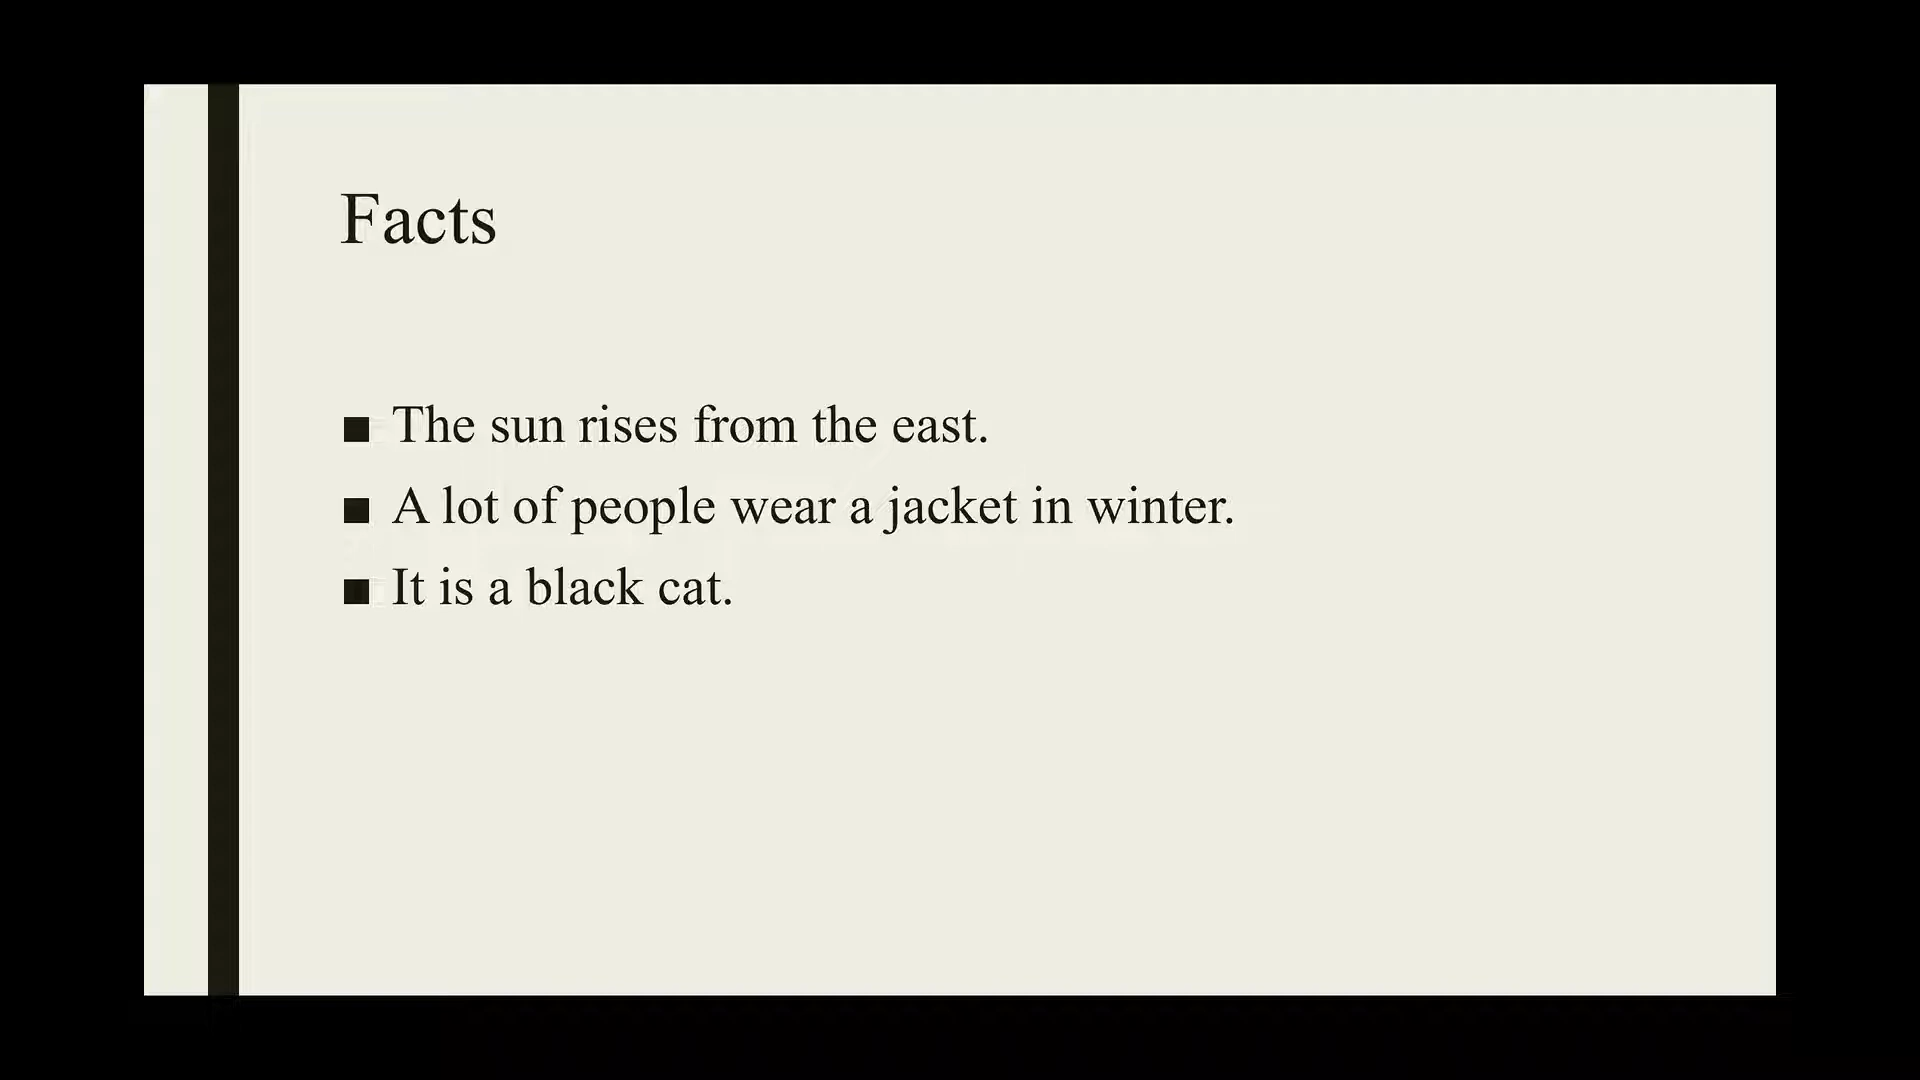 Facts
■ The sun rises from the east.
■ A lot of people wear a jacket in winter.
■ It is a black cat.